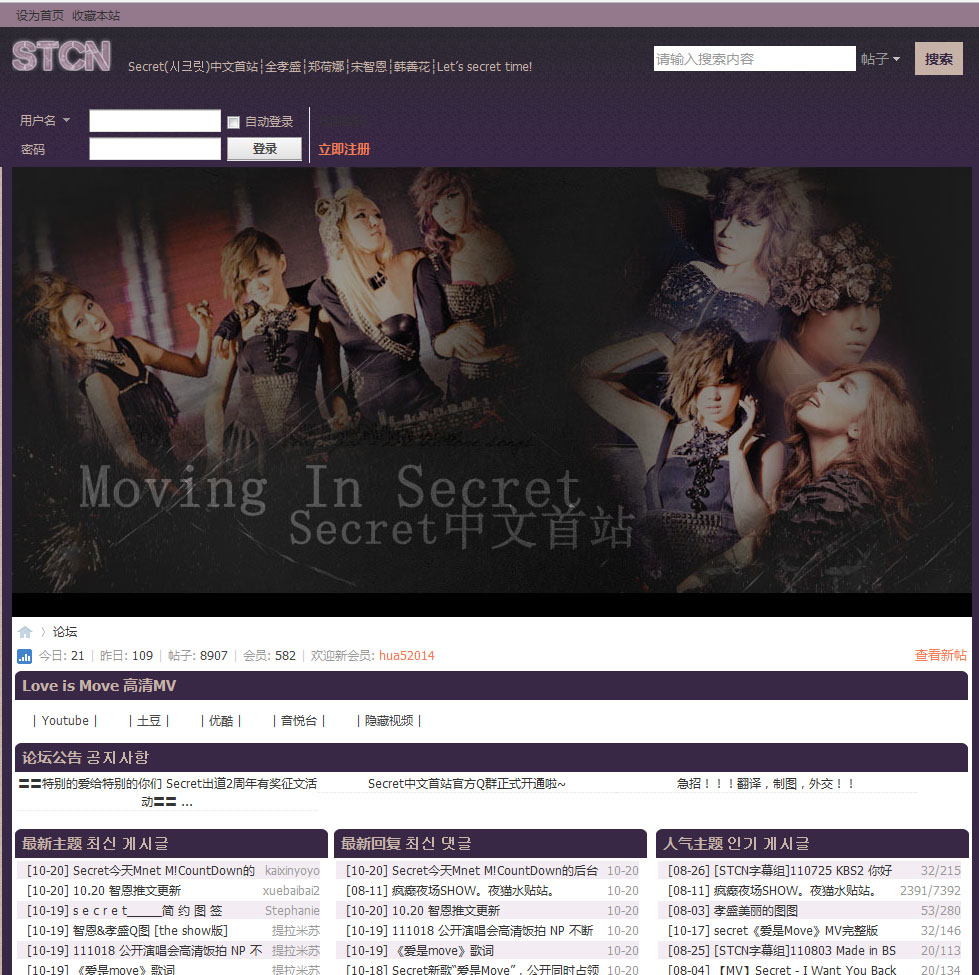 设为首页 收藏本站
STCN
Secret(시크릿)中文首站┆全孝盛┆郑荷娜┆宋智恩┆韩善花┆Let's secret time!
请输入搜索内容 帖子 搜索
用户名 自动登录
密码 登录 立即注册
Moving In Secret
Secret中文首站
论坛
今日: 21 | 昨日: 109 | 帖子: 8907 | 会员: 582 | 欢迎新会员: hua52014 查看新帖
Love is Move 高清MV
| Youtube | | 土豆 | | 优酷 | | 音悦台 | | 隐藏视频 |
论坛公告 공지사항
〓〓特别的爱给特别的你们 Secret出道2周年有奖征文活动〓〓 ...
Secret中文首站官方Q群正式开通啦~
急招！！！翻译，制图，外交！！
最新主题 최신 게시글
[10-20] Secret今天Mnet M!CountDown的 kaixinyoyo
[10-20] 10.20 智恩推文更新 xuebaibai2
[10-19] s e c r e t______简 约 图 签 Stephanie
[10-19] 智恩&孝盛Q图 [the show版] 提拉米苏
[10-19] 111018 公开演唱会高清饭拍 NP 不 提拉米苏
[10-19] 《爱是move》歌词 提拉米苏
最新回复 최신 댓글
[10-20] Secret今天Mnet M!CountDown的后台 10-20
[08-11] 疯癫夜场SHOW。夜猫水贴站。 10-20
[10-20] 10.20 智恩推文更新 10-20
[10-19] 111018 公开演唱会高清饭拍 NP 不断 10-20
[10-19] 《爱是move》歌词 10-20
[10-18] Secret新歌“爱是Move”，公开同时占领 10-20
人气主题 인기 게시글
[08-26] [STCN字幕组]110725 KBS2 你好 32/215
[08-11] 疯癫夜场SHOW。夜猫水贴站。 2391/7392
[08-03] 孝盛美丽的图图 53/280
[10-17] secret《爱是Move》MV完整版 32/146
[08-25] [STCN字幕组]110803 Made in BS 20/113
[08-04] 【MV】Secret - I Want You Back 20/134